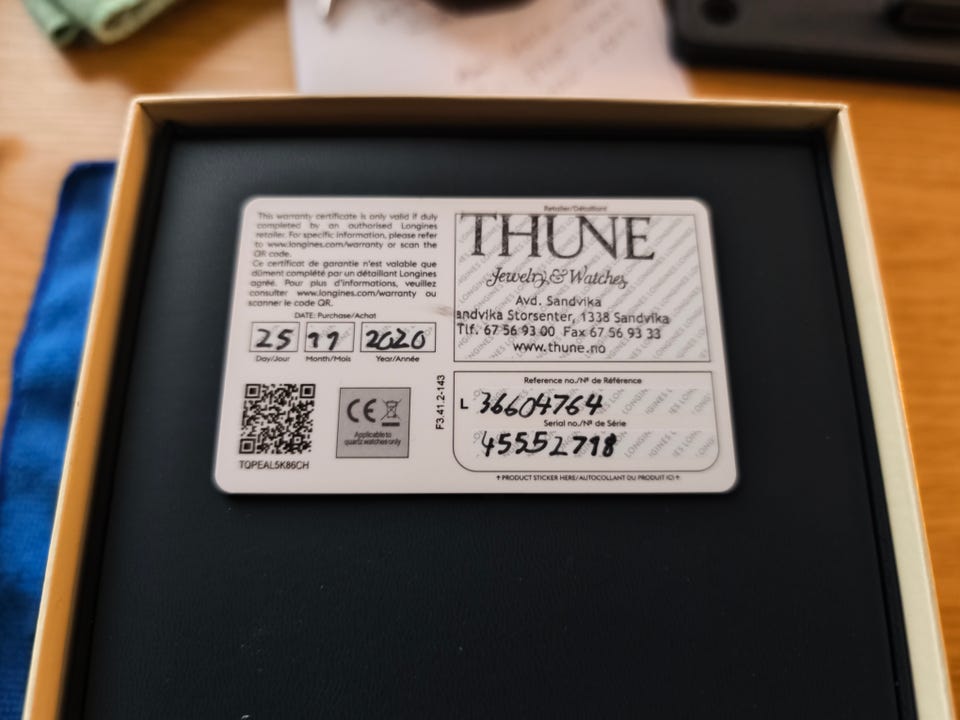 This warranty certificate is only valid if duly
completed by an authorised Longines
retailer. For specific information, please refer
to www.longines.com/warranty or scan the
QR code.
Ce certificat de garantie n'est valable que
dûment complété par un détaillant Longines
agréé. Pour plus d'informations, veuillez
consulter www.longines.com/warranty ou
scanner le code QR.
DATE: Purchase/Achat
25 11 2020
Day/Jour Month/Mois Year/Année
TQPEAL5K86CH
CE
Applicable to
quartz watches only
F3.41.2-143
Retailer/Détaillant
THUNE
Jewelry & Watches
Avd. Sandvika
andvika Storsenter, 1338 Sandvika
Tlf. 67 56 93 00 Fax 67 56 93 33
www.thune.no
Reference no./Nº de Référence
L 36604764
Serial no./Nº de Série
45552718
↑ PRODUCT STICKER HERE/AUTOCOLLANT DU PRODUIT ICI ↑